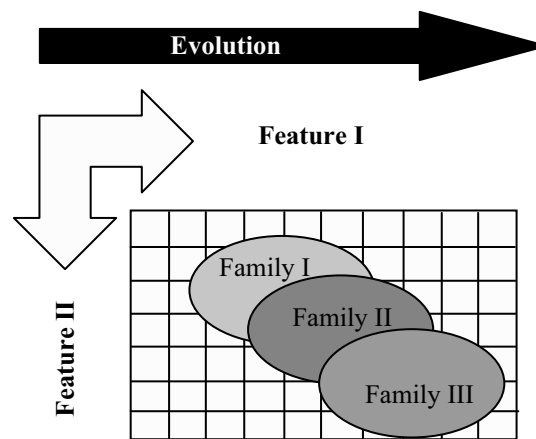 Evolution
Feature I
Feature II
Family I
Family II
Family III